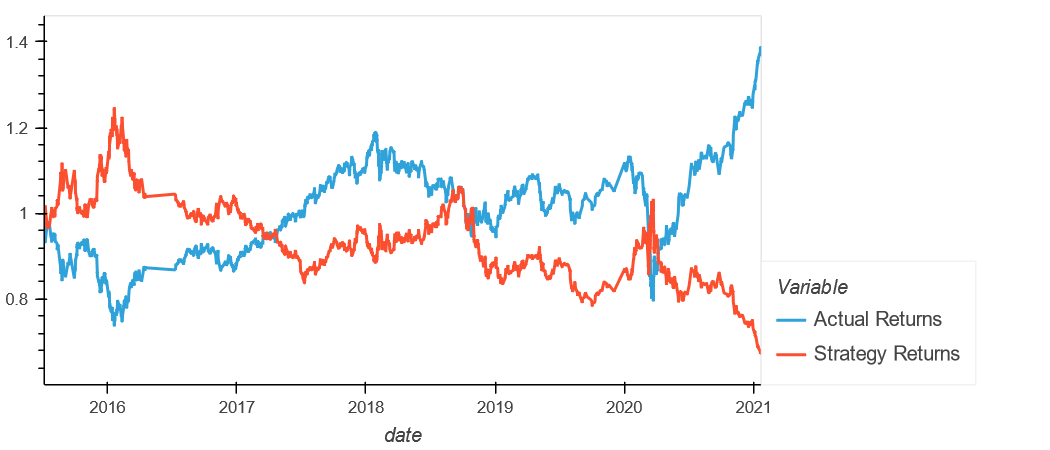 1.4
1.2
1
0.8
2016 2017 2018 2019 2020 2021
date
Variable
Actual Returns
Strategy Returns